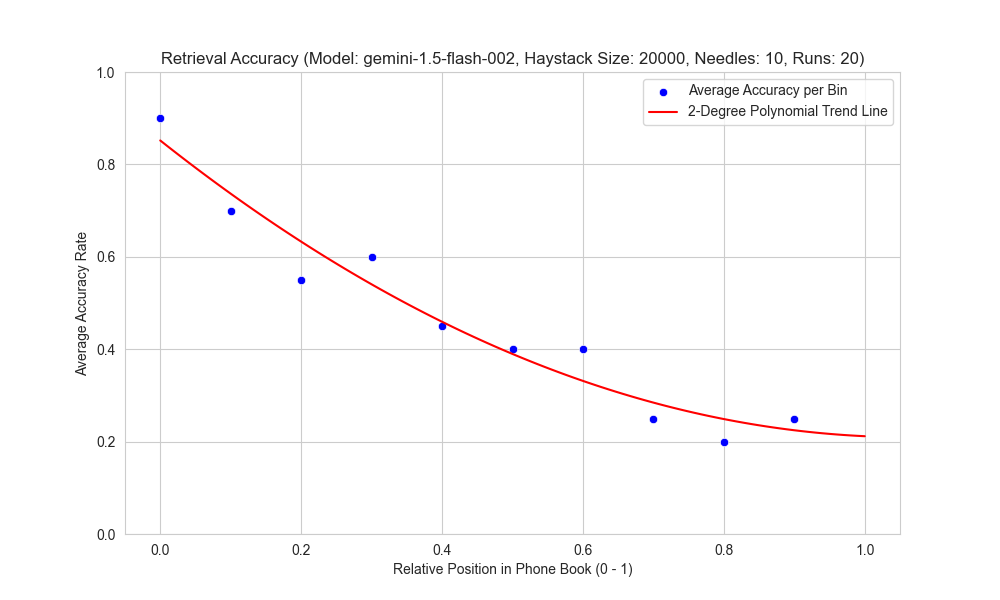 Retrieval Accuracy (Model: gemini-1.5-flash-002, Haystack Size: 20000, Needles: 10, Runs: 20)
Average Accuracy per Bin
2-Degree Polynomial Trend Line
1.0
0.8
0.6
0.4
0.2
0.0
Average Accuracy Rate
0.0 0.2 0.4 0.6 0.8 1.0
Relative Position in Phone Book (0 - 1)